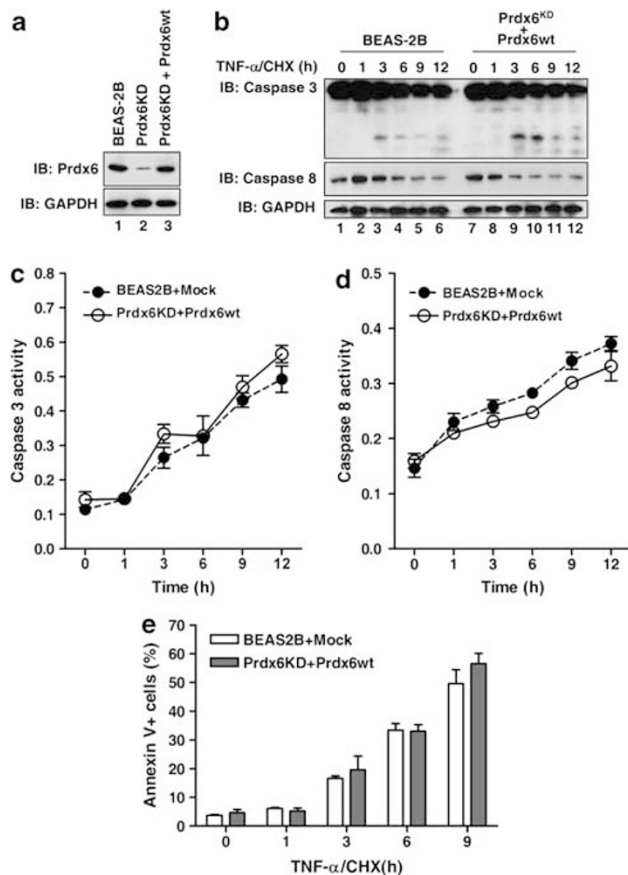 a
BEAS-2B
Prdx6KD
Prdx6KD + Prdx6wt
IB: Prdx6
IB: GAPDH
1 2 3
b
BEAS-2B
Prdx6KD
+
Prdx6wt
TNF-α/CHX (h) 0 1 3 6 9 12 0 1 3 6 9 12
IB: Caspase 3
IB: Caspase 8
IB: GAPDH
1 2 3 4 5 6 7 8 9 10 11 12
c
BEAS2B+Mock
Prdx6KD+Prdx6wt
Caspase 3 activity
0.8
0.7
0.6
0.5
0.4
0.3
0.2
0.1
0.0
0 1 3 6 9 12
Time (h)
d
BEAS2B+Mock
Prdx6KD+Prdx6wt
Caspase 8 activity
0.5
0.4
0.3
0.2
0.1
0.0
0 1 3 6 9 12
Time (h)
e
BEAS2B+Mock
Prdx6KD+Prdx6wt
Annexin V+ cells (%)
70
60
50
40
30
20
10
0
0 1 3 6 9
TNF-α/CHX(h)